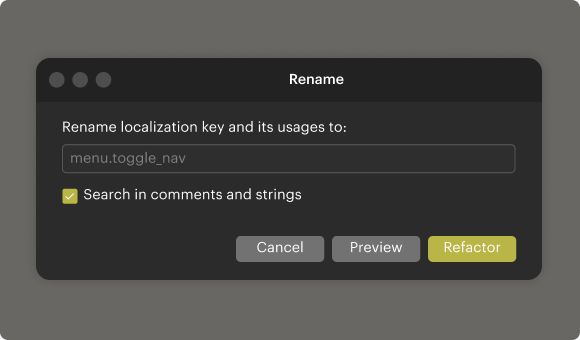 Rename
Rename localization key and its usages to:
menu.toggle_nav
Search in comments and strings
Cancel
Preview
Refactor